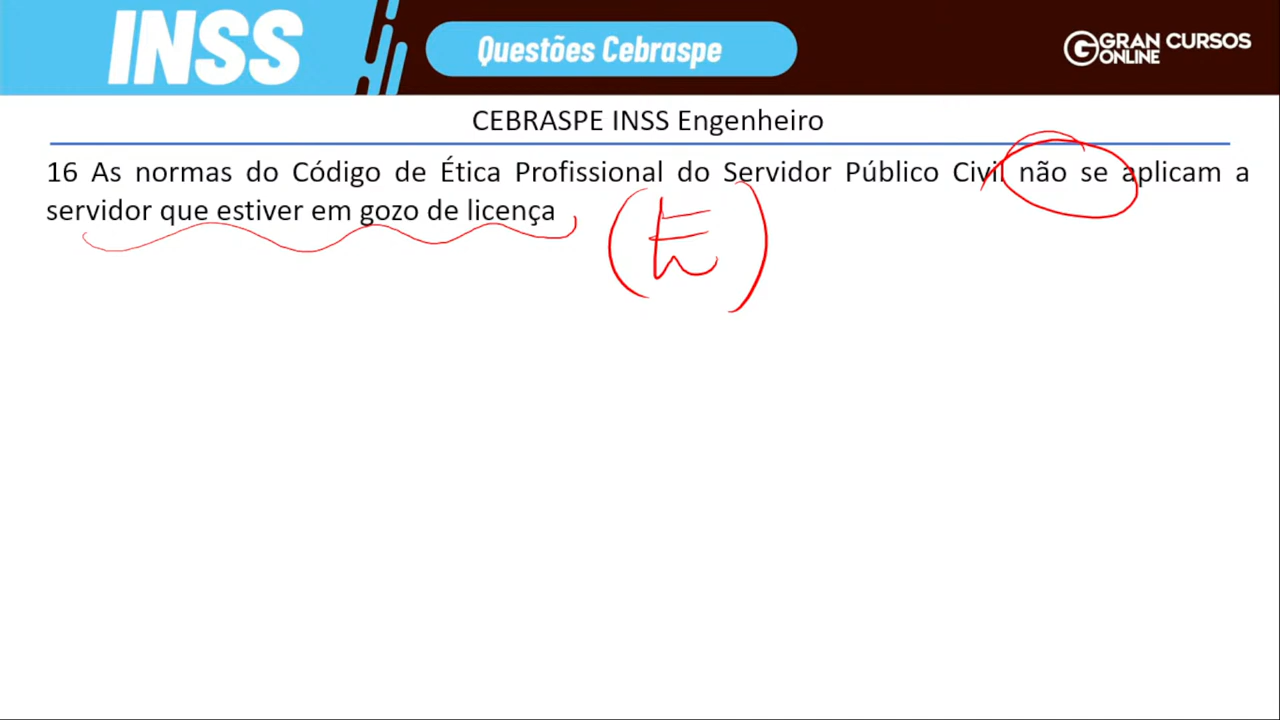 INSS
Questões Cebraspe
GRAN CURSOS
ONLINE
CEBRASPE INSS Engenheiro
16 As normas do Código de Ética Profissional do Servidor Público Civil não se aplicam a
servidor que estiver em gozo de licença
(E)